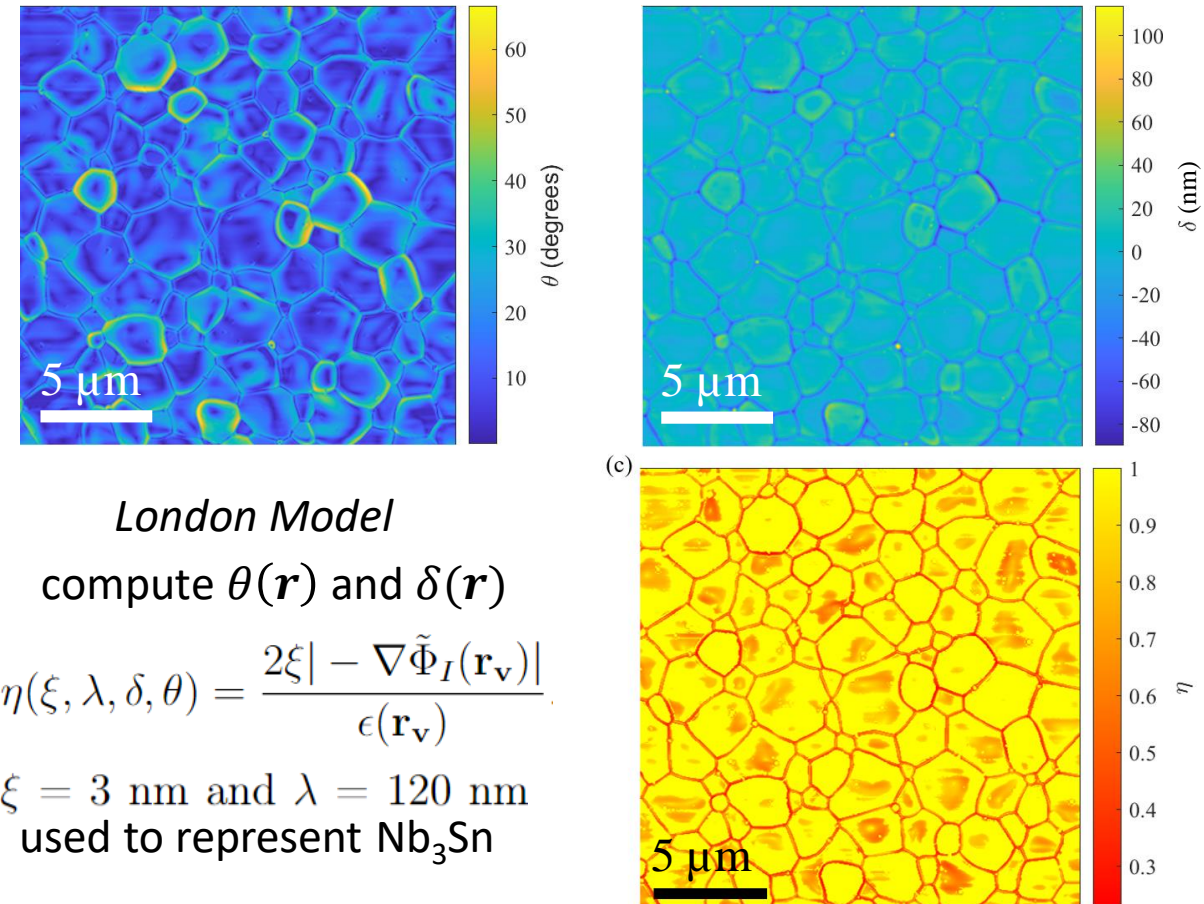 60
50
40
30
20
10
θ (degrees)
5 μm
100
80
60
40
20
0
-20
-40
-60
-80
δ (nm)
5 μm
London Model
compute θ(r) and δ(r)
η(ξ, λ, δ, θ) = 2ξ| − ∇Φ̃_I(r_v)| / ϵ(r_v) .
ξ = 3 nm and λ = 120 nm
used to represent Nb₃Sn
(c)
1
0.9
0.8
0.7
0.6
0.5
0.4
0.3
η
5 μm